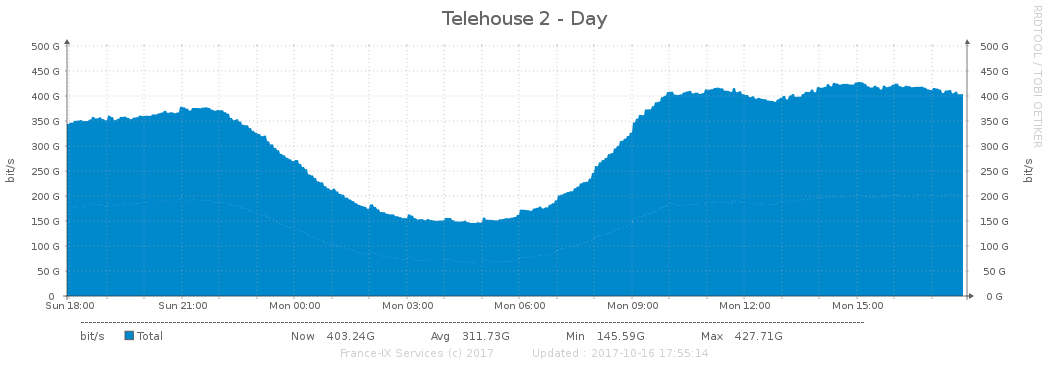 Telehouse 2 - Day
RRDTOOL / TOBI OETIKER
500 G 500 G
450 G 450 G
400 G 400 G
350 G 350 G
300 G 300 G
250 G 250 G
200 G 200 G
150 G 150 G
100 G 100 G
50 G 50 G
0 0 G
bit/s bit/s
Sun 18:00 Sun 21:00 Mon 00:00 Mon 03:00 Mon 06:00 Mon 09:00 Mon 12:00 Mon 15:00
bit/s Total Now 403.24G Avg 311.73G Min 145.59G Max 427.71G
France-IX Services (c) 2017 Updated : 2017-10-16 17:55:14